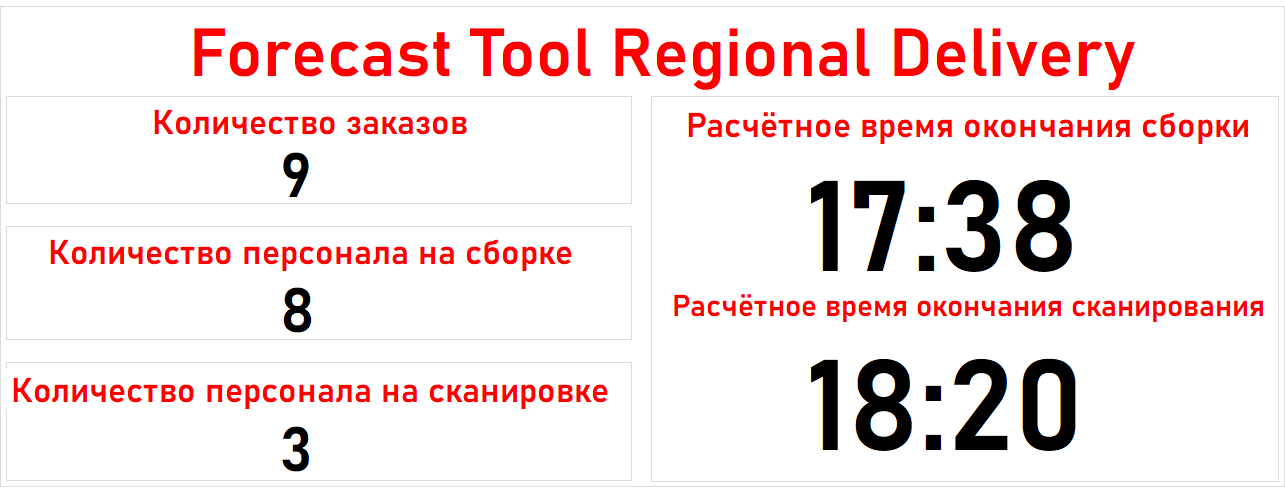 Forecast Tool Regional Delivery
Количество заказов
9
Количество персонала на сборке
8
Количество персонала на сканировке
3
Расчётное время окончания сборки
17:38
Расчётное время окончания сканирования
18:20